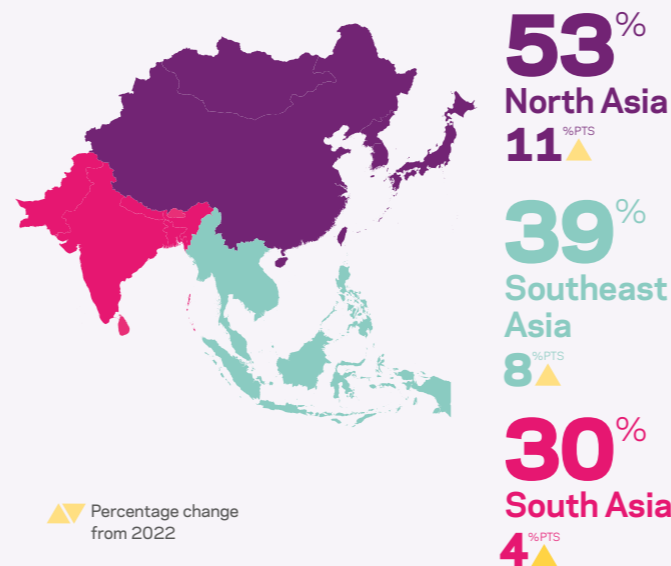 53%
North Asia
11 %PTS
39%
Southeast
Asia
8 %PTS
30%
South Asia
4 %PTS
Percentage change
from 2022